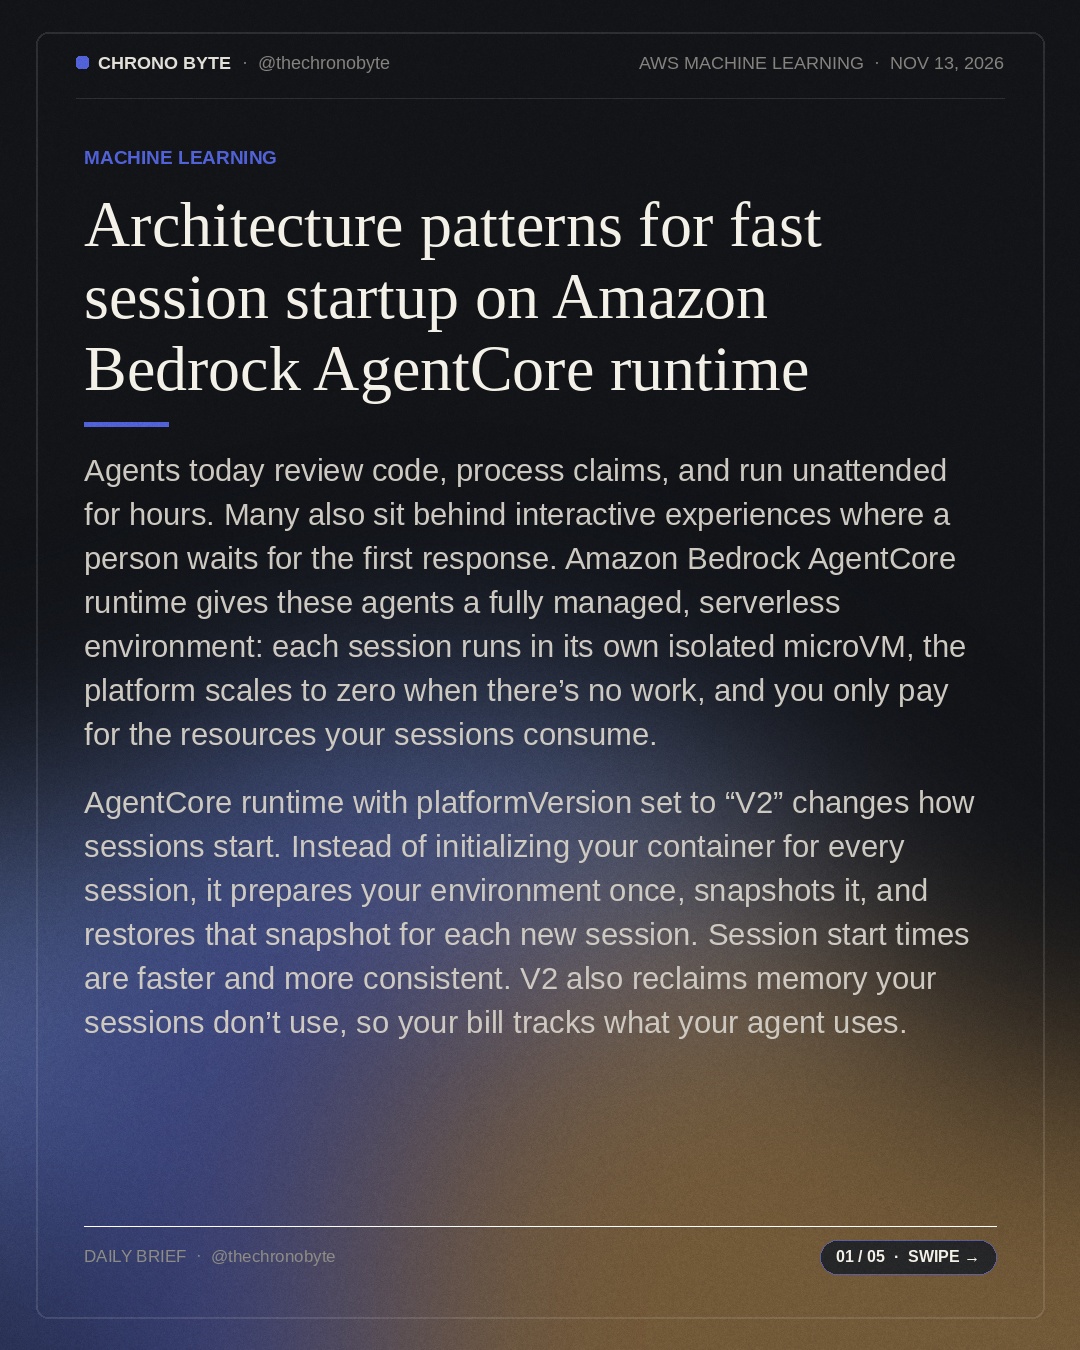 CHRONO BYTE · @thechronobyte
AWS MACHINE LEARNING · NOV 13, 2026
MACHINE LEARNING
Architecture patterns for fast
session startup on Amazon
Bedrock AgentCore runtime
Agents today review code, process claims, and run unattended
for hours. Many also sit behind interactive experiences where a
person waits for the first response. Amazon Bedrock AgentCore
runtime gives these agents a fully managed, serverless
environment: each session runs in its own isolated microVM, the
platform scales to zero when there’s no work, and you only pay
for the resources your sessions consume.
AgentCore runtime with platformVersion set to “V2” changes how
sessions start. Instead of initializing your container for every
session, it prepares your environment once, snapshots it, and
restores that snapshot for each new session. Session start times
are faster and more consistent. V2 also reclaims memory your
sessions don’t use, so your bill tracks what your agent uses.
DAILY BRIEF · @thechronobyte
01 / 05 · SWIPE →